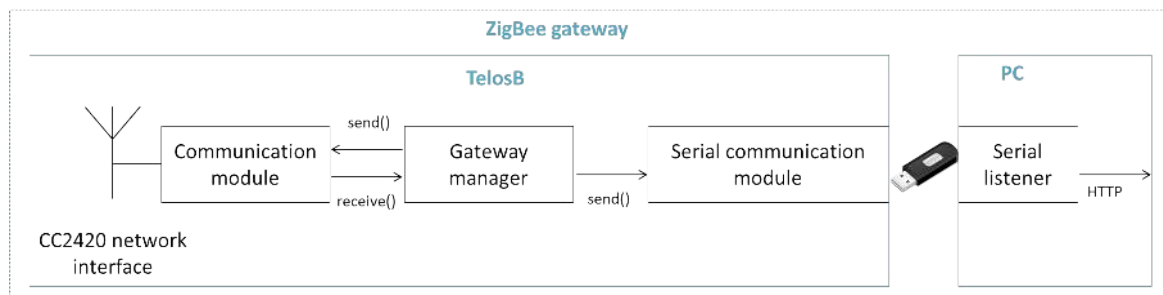 ZigBee gateway
TelosB
PC
send()
Communication
module
receive()
Gateway
manager
send()
Serial communication
module
Serial
listener
HTTP
CC2420 network
interface